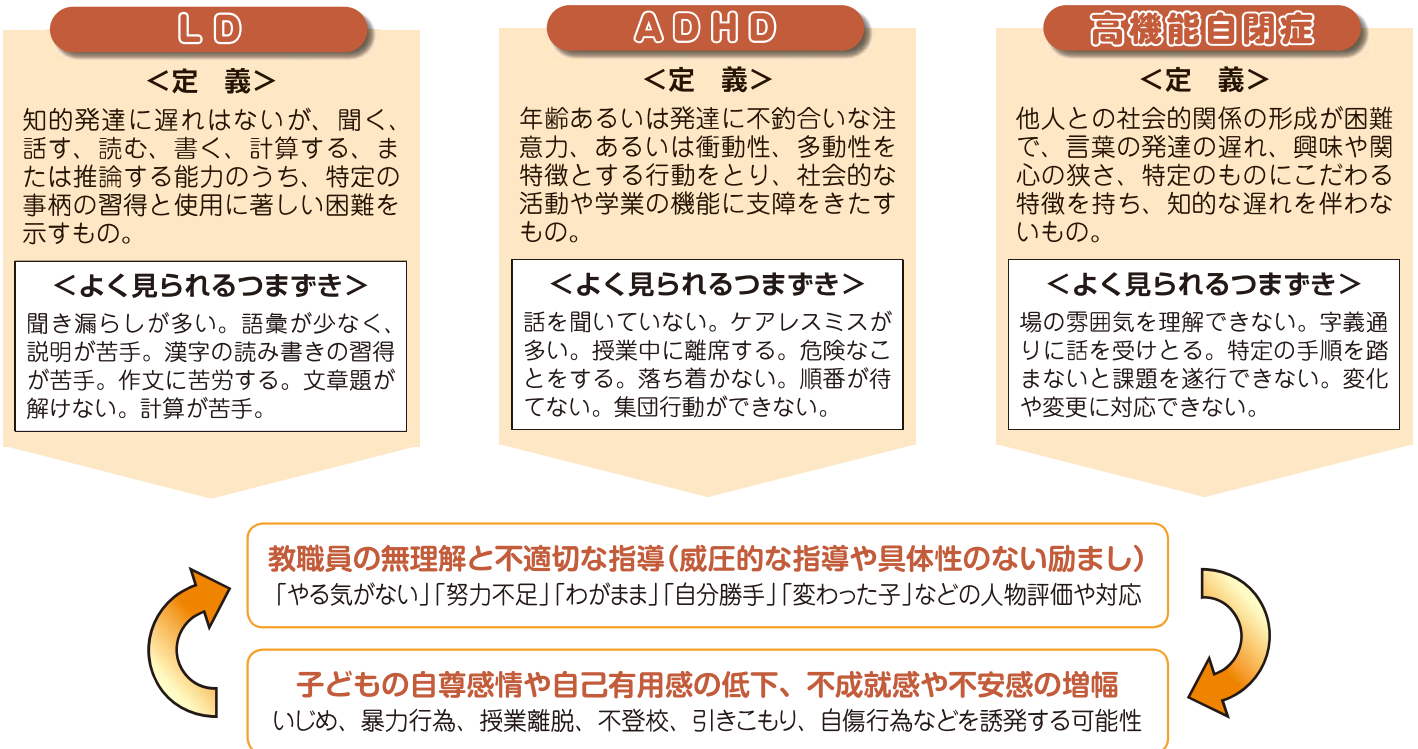 LD
<定 義>
知的発達に遅れはないが、聞く、
話す、読む、書く、計算する、ま
たは推論する能力のうち、特定の
事柄の習得と使用に著しい困難を
示すもの。
<よく見られるつまずき>
聞き漏らしが多い。語彙が少なく、
説明が苦手。漢字の読み書きの習得
が苦手。作文に苦労する。文章題が
解けない。計算が苦手。
ADHD
<定 義>
年齢あるいは発達に不釣合いな注
意力、あるいは衝動性、多動性を
特徴とする行動をとり、社会的な
活動や学業の機能に支障をきたす
もの。
<よく見られるつまずき>
話を聞いていない。ケアレスミスが
多い。授業中に離席する。危険なこ
とをする。落ち着かない。順番が待
てない。集団行動ができない。
高機能自閉症
<定 義>
他人との社会的関係の形成が困難
で、言葉の発達の遅れ、興味や関
心の狭さ、特定のものにこだわる
特徴を持ち、知的な遅れを伴わな
いもの。
<よく見られるつまずき>
場の雰囲気を理解できない。字義通
りに話を受けとる。特定の手順を踏
まないと課題を遂行できない。変化
や変更に対応できない。
教職員の無理解と不適切な指導(威圧的な指導や具体性のない励まし)
「やる気がない」「努力不足」「わがまま」「自分勝手」「変わった子」などの人物評価や対応
子どもの自尊感情や自己有用感の低下、不成就感や不安感の増幅
いじめ、暴力行為、授業離脱、不登校、引きこもり、自傷行為などを誘発する可能性